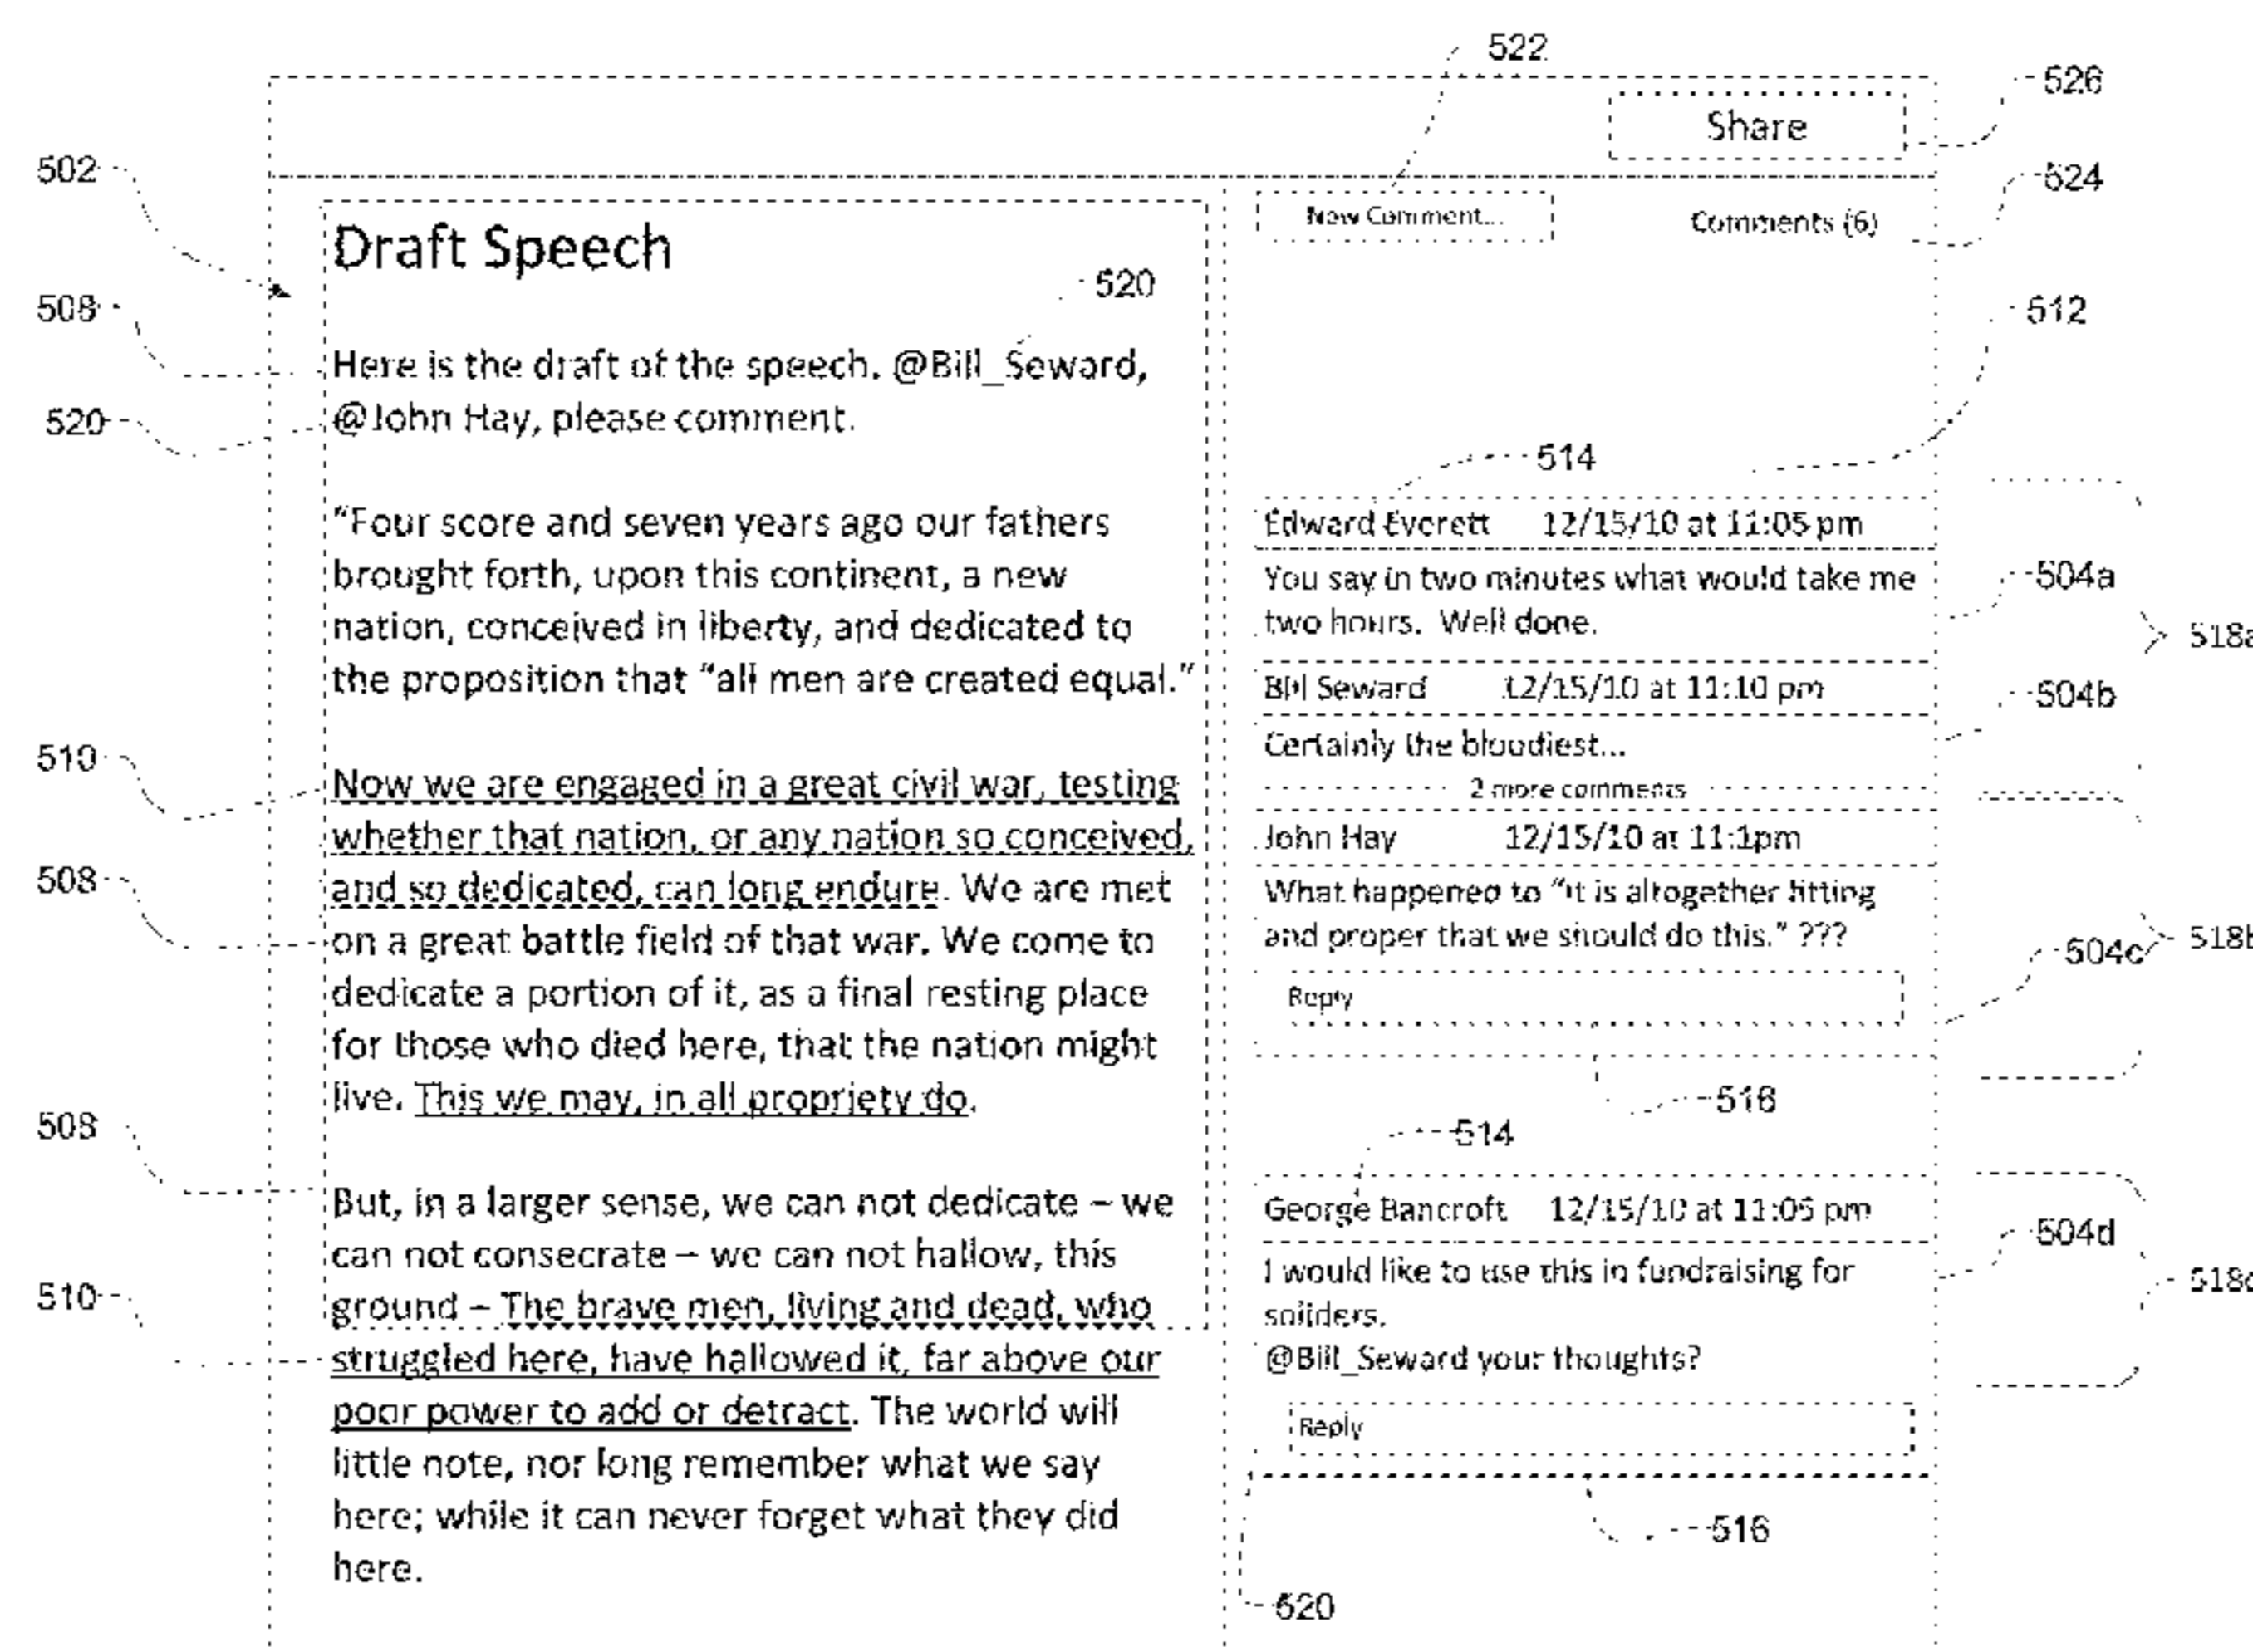 522
526
Share
502
524
New Comment...
Comments (6)
Draft Speech
520
508
512
Here is the draft of the speech. @Bill_Seward,
520
@John Hay, please comment.
514
"Four score and seven years ago our fathers
brought forth, upon this continent, a new
nation, conceived in liberty, and dedicated to
the proposition that "all men are created equal."
Edward Everett 12/15/10 at 11:05 pm
You say in two minutes what would take me
two hours. Well done.
504a
518a
Bill Seward 12/15/10 at 11:10 pm
504b
Certainly the bloodiest...
2 more comments
510
Now we are engaged in a great civil war, testing
whether that nation, or any nation so conceived,
and so dedicated, can long endure. We are met
508
on a great battle field of that war. We come to
dedicate a portion of it, as a final resting place
for those who died here, that the nation might
live. This we may, in all propriety do.
John Hay 12/15/10 at 11:1pm
What happened to "it is altogether fitting
and proper that we should do this." ???
504c
518b
Reply
516
508
514
But, in a larger sense, we can not dedicate – we
can not consecrate – we can not hallow, this
ground – The brave men, living and dead, who
510
struggled here, have hallowed it, far above our
poor power to add or detract. The world will
little note, nor long remember what we say
here; while it can never forget what they did
here.
George Bancroft 12/15/10 at 11:05 pm
504d
I would like to use this in fundraising for
soliders.
518c
@Bill_Seward your thoughts?
Reply
516
520